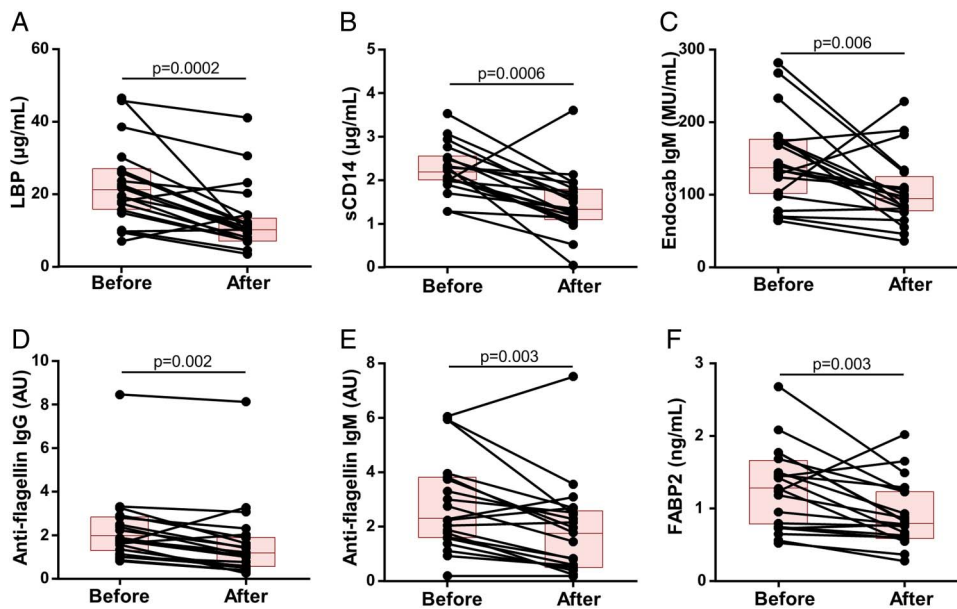 A
LBP (µg/mL)
60
40
20
0
p=0.0002
Before After
B
sCD14 (µg/mL)
5
4
3
2
1
0
p=0.0006
Before After
C
Endocab IgM (MU/mL)
300
200
100
0
p=0.006
Before After
D
Anti-flagellin IgG (AU)
10
8
6
4
2
0
p=0.002
Before After
E
Anti-flagellin IgM (AU)
8
6
4
2
0
p=0.003
Before After
F
FABP2 (ng/mL)
3
2
1
0
p=0.003
Before After